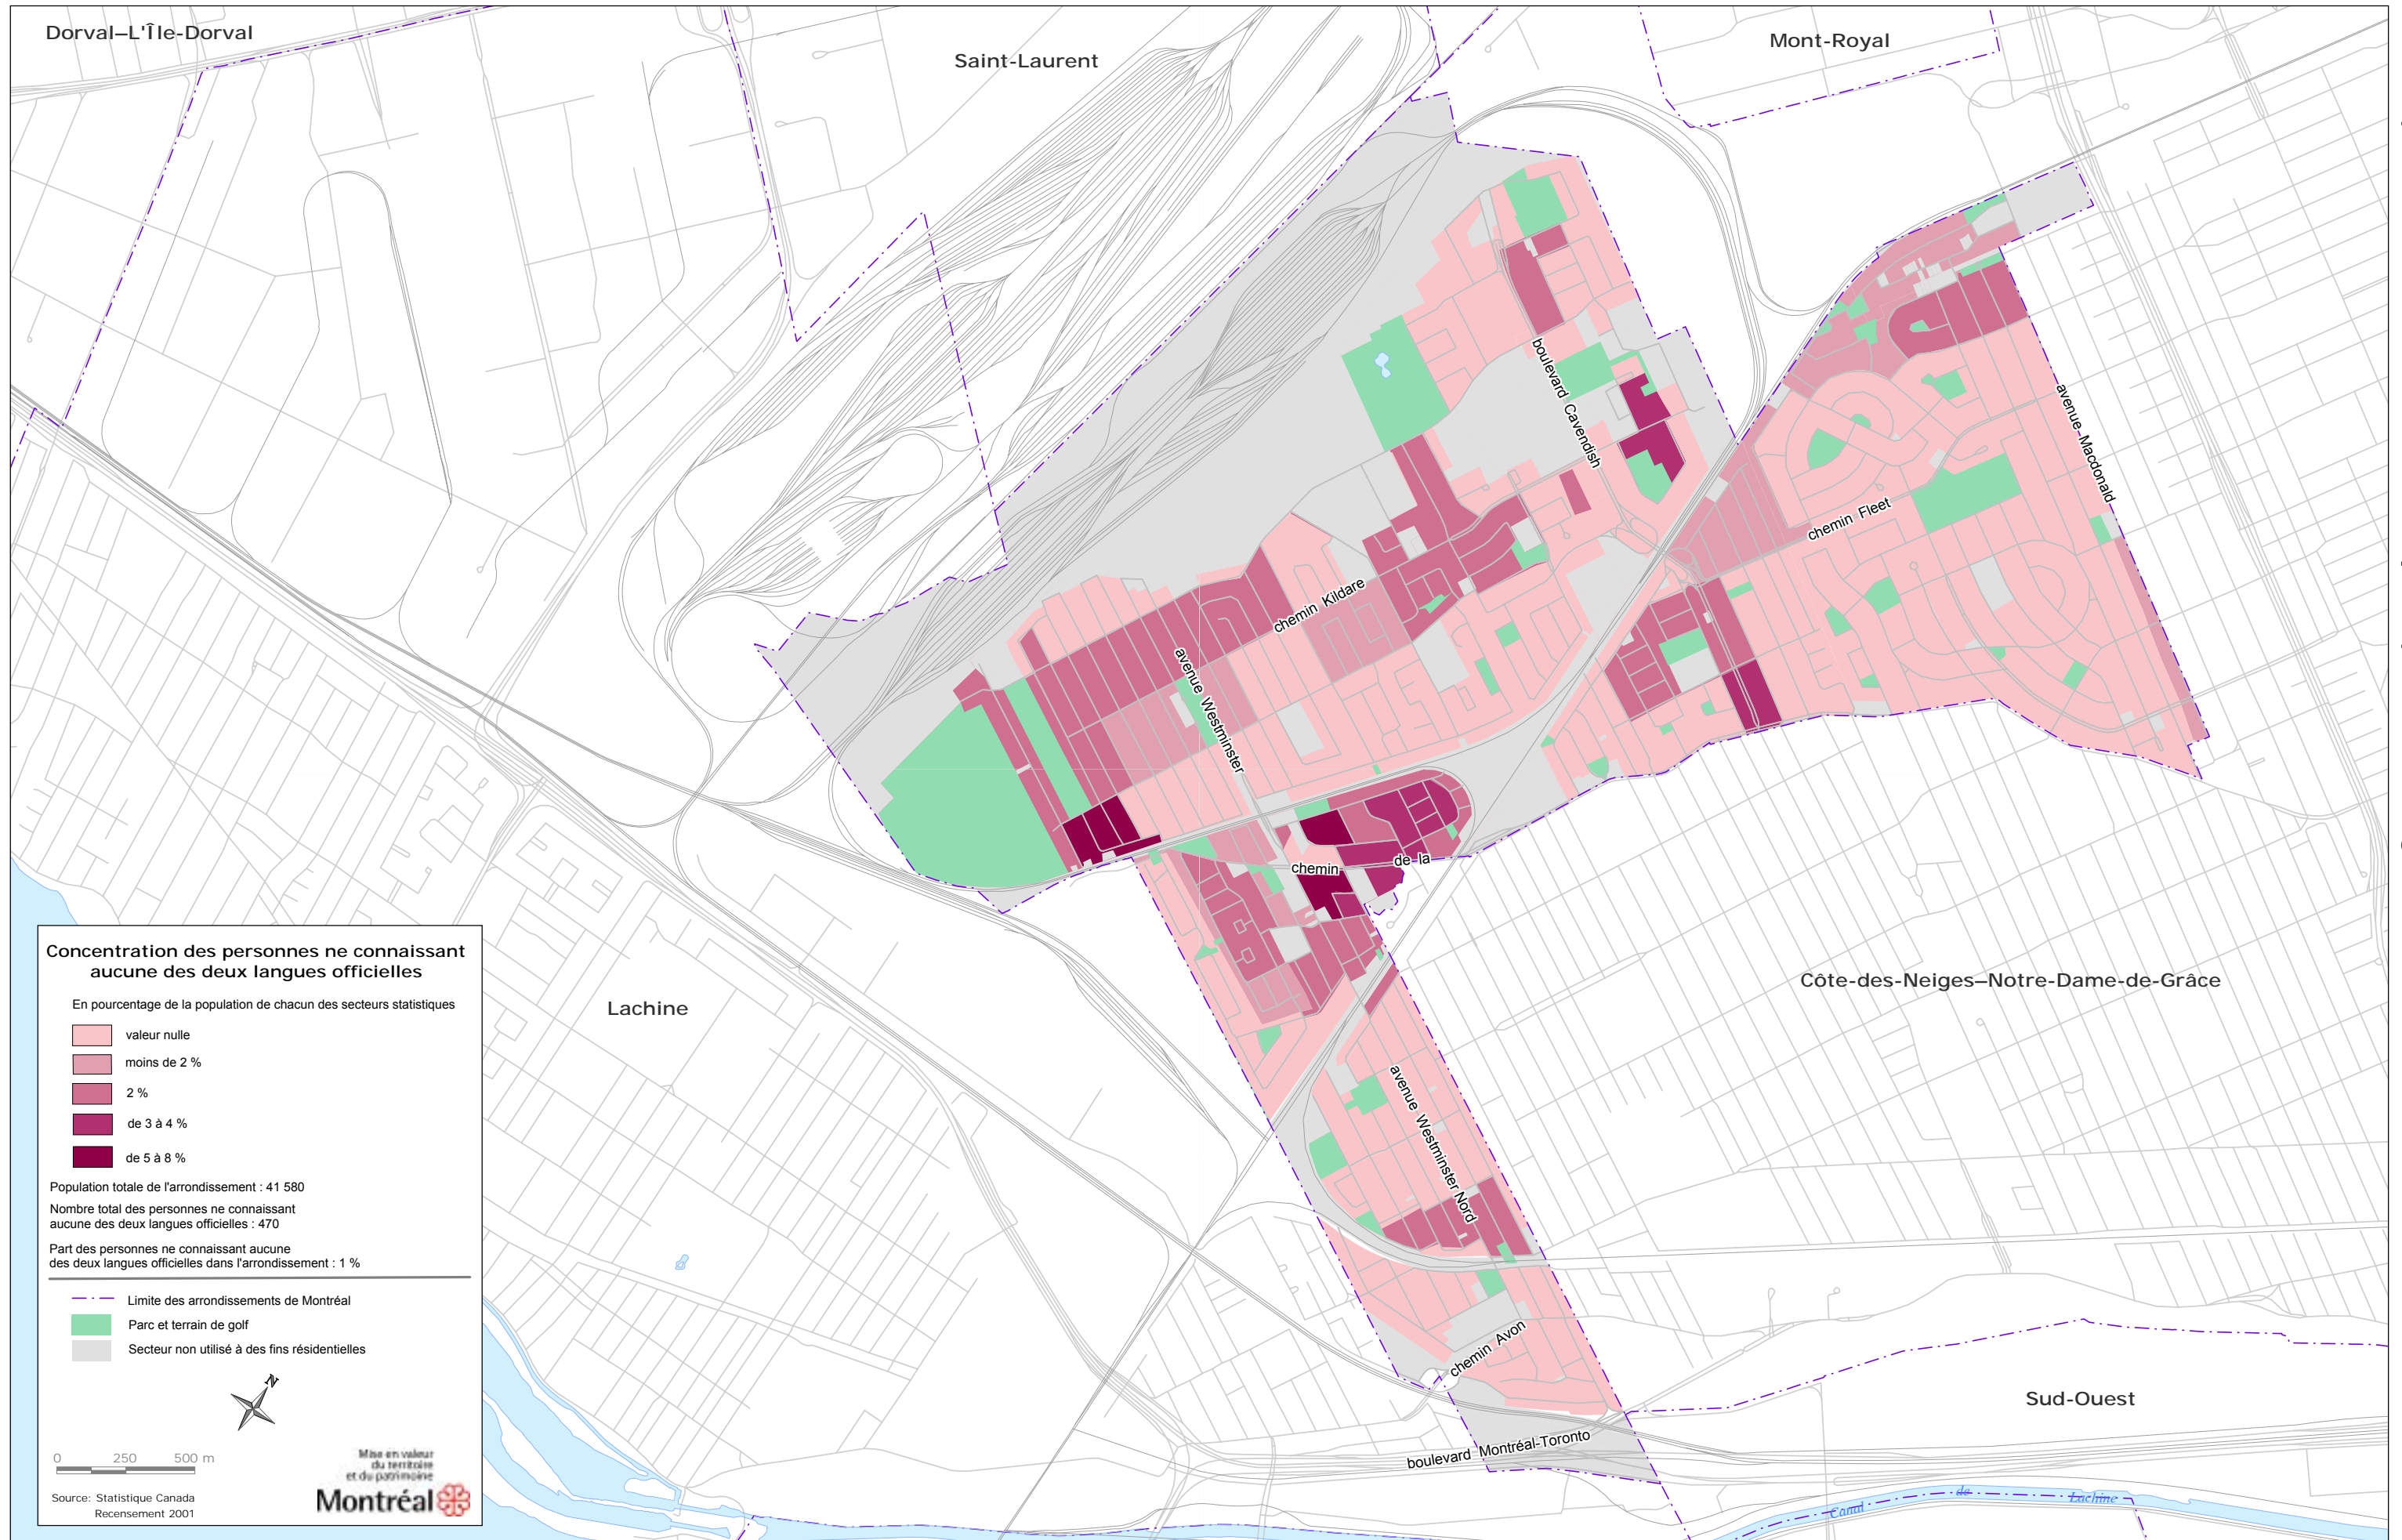 Dorval–L'Île-Dorval
Saint-Laurent
Mont-Royal
boulevard Cavendish
avenue Macdonald
chemin Fleet
chemin Kildare
avenue Westminster
chemin de la
Côte-des-Neiges–Notre-Dame-de-Grâce
Lachine
avenue Westminster Nord
chemin Avon
Sud-Ouest
boulevard Montréal-Toronto
Canal de Lachine
Concentration des personnes ne connaissant
aucune des deux langues officielles
En pourcentage de la population de chacun des secteurs statistiques
valeur nulle
moins de 2 %
2 %
de 3 à 4 %
de 5 à 8 %
Population totale de l'arrondissement : 41 580
Nombre total des personnes ne connaissant
aucune des deux langues officielles : 470
Part des personnes ne connaissant aucune
des deux langues officielles dans l'arrondissement : 1 %
Limite des arrondissements de Montréal
Parc et terrain de golf
Secteur non utilisé à des fins résidentielles
N
0 250 500 m
Mise en valeur
du territoire
et du patrimoine
Montréal
Source: Statistique Canada
Recensement 2001